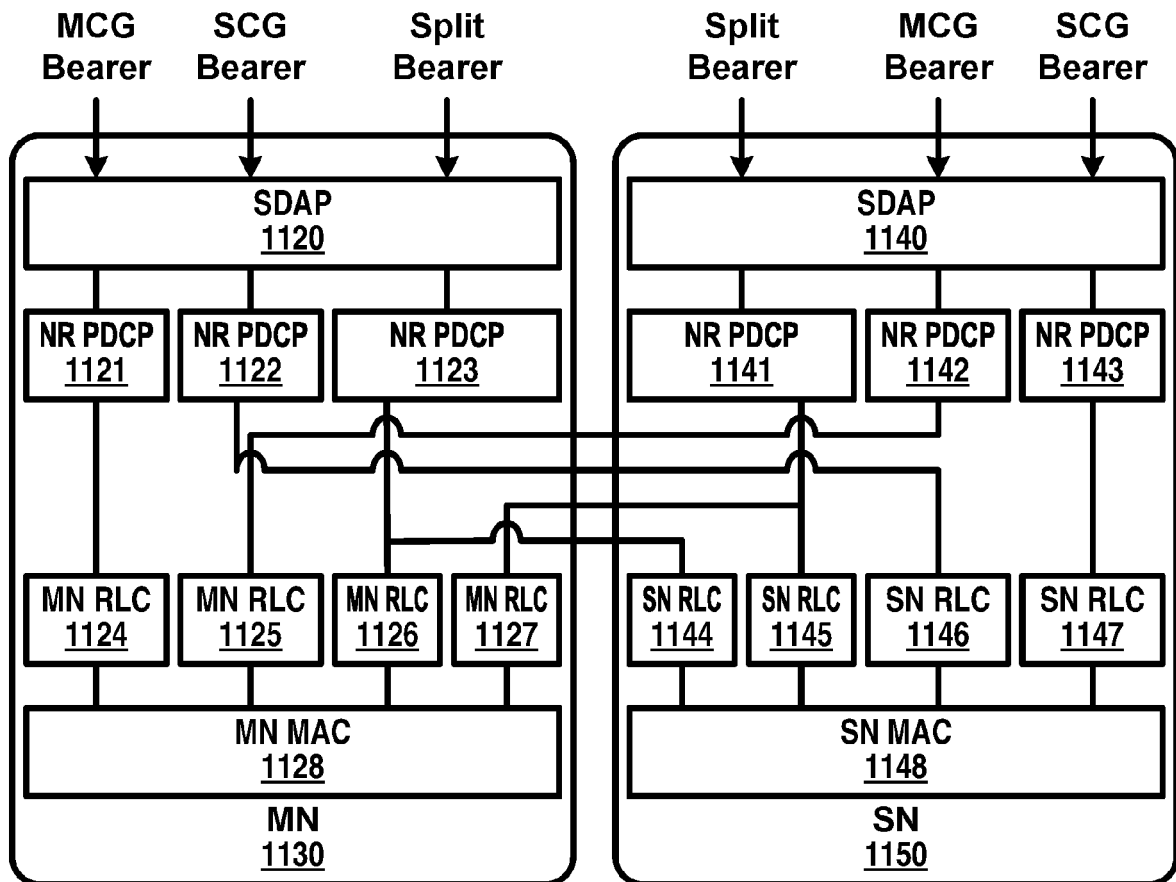 MCG Bearer
SCG Bearer
Split Bearer
Split Bearer
MCG Bearer
SCG Bearer
SDAP
1120
SDAP
1140
NR PDCP
1121
NR PDCP
1122
NR PDCP
1123
NR PDCP
1141
NR PDCP
1142
NR PDCP
1143
MN RLC
1124
MN RLC
1125
MN RLC
1126
MN RLC
1127
SN RLC
1144
SN RLC
1145
SN RLC
1146
SN RLC
1147
MN MAC
1128
SN MAC
1148
MN
1130
SN
1150